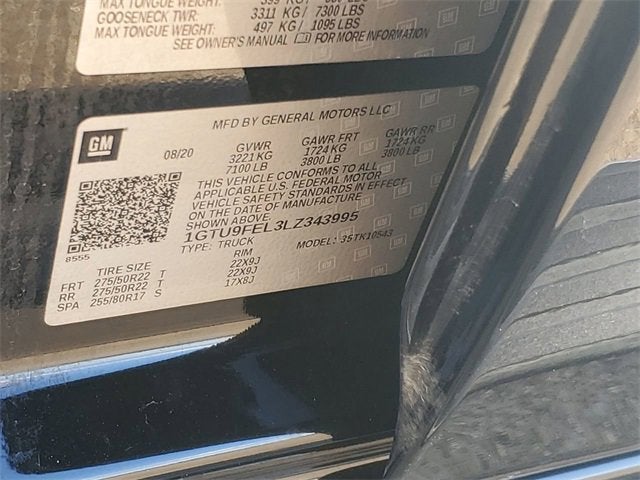 MAX TONGUE WEIGHT: 399 KG /
GOOSENECK TWR: 3311 KG / 7300 LBS
MAX TONGUE WEIGHT: 497 KG / 1095 LBS
SEE OWNER'S MANUAL FOR MORE INFORMATION
MFD BY GENERAL MOTORS LLC
GM 08/20 GVWR GAWR FRT GAWR RR
3221 KG 1724 KG 1724 KG
7100 LB 3800 LB 3800 LB
THIS VEHICLE CONFORMS TO ALL
APPLICABLE U.S. FEDERAL MOTOR
VEHICLE SAFETY STANDARDS IN EFFECT
ON THE DATE OF MANUFACTURE
SHOWN ABOVE.
1GTU9FEL3LZ343995
8555 TYPE: TRUCK MODEL: 35TK10543
TIRE SIZE RIM
FRT 275/50R22 T 22X9J
RR 275/50R22 T 22X9J
SPA 255/80R17 S 17X8J